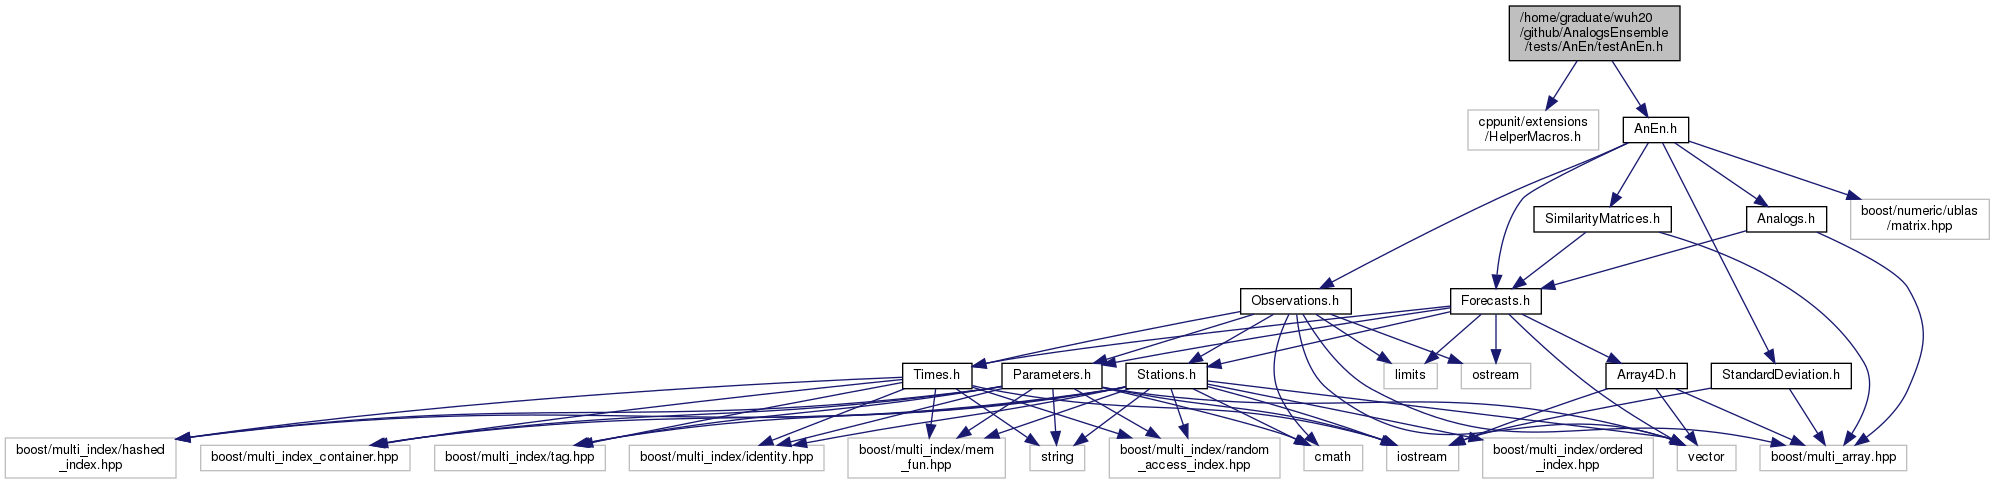 /home/graduate/wuh20
/github/AnalogsEnsemble
/tests/AnEn/testAnEn.h
cppunit/extensions
/HelperMacros.h
AnEn.h
SimilarityMatrices.h
Analogs.h
boost/numeric/ublas
/matrix.hpp
Observations.h
Forecasts.h
Times.h
Parameters.h
Stations.h
limits
ostream
Array4D.h
StandardDeviation.h
boost/multi_index/hashed
_index.hpp
boost/multi_index_container.hpp
boost/multi_index/tag.hpp
boost/multi_index/identity.hpp
boost/multi_index/mem
_fun.hpp
string
boost/multi_index/random
_access_index.hpp
cmath
iostream
boost/multi_index/ordered
_index.hpp
vector
boost/multi_array.hpp